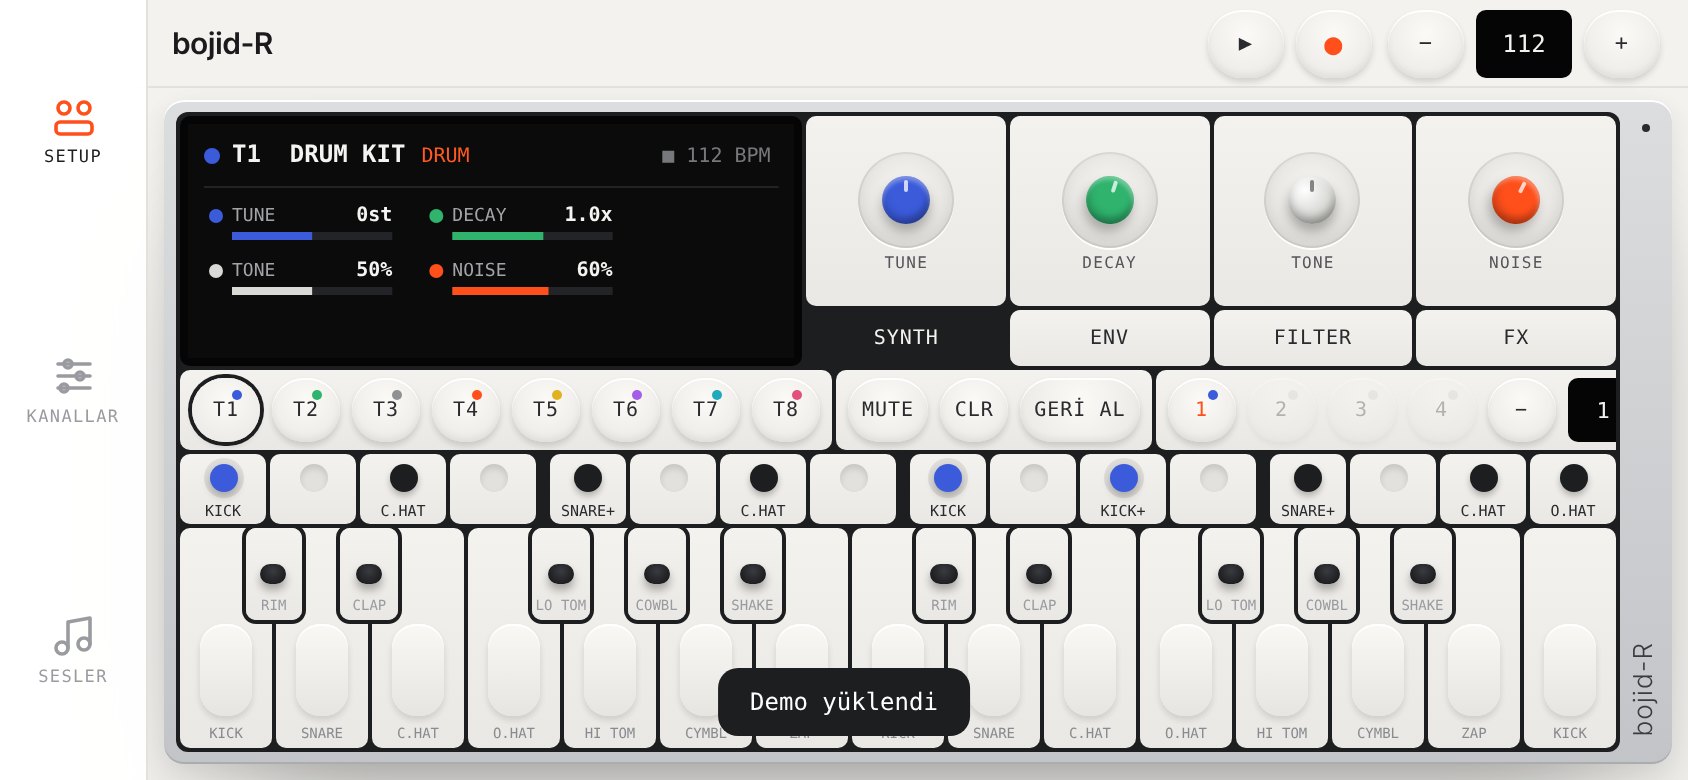 bojid-R
▶ ● − 112 +
SETUP
KANALLAR
SESLER
T1 DRUM KIT DRUM ■ 112 BPM
TUNE 0st DECAY 1.0x
TONE 50% NOISE 60%
TUNE DECAY TONE NOISE
SYNTH ENV FILTER FX
T1 T2 T3 T4 T5 T6 T7 T8 MUTE CLR GERİ AL 1 2 3 4 − 1
KICK C.HAT SNARE+ C.HAT KICK KICK+ SNARE+ C.HAT O.HAT
RIM CLAP LO TOM COWBL SHAKE RIM CLAP LO TOM COWBL SHAKE
KICK SNARE C.HAT O.HAT HI TOM CYMBL SNARE C.HAT O.HAT HI TOM CYMBL ZAP KICK
Demo yüklendi
bojid-R